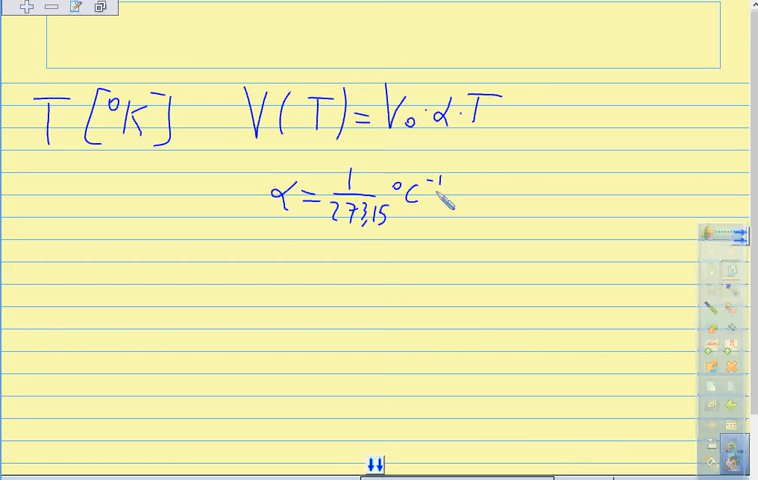 T [°K] V(T) = V₀·α·T
α = 1/273,15 °C⁻¹